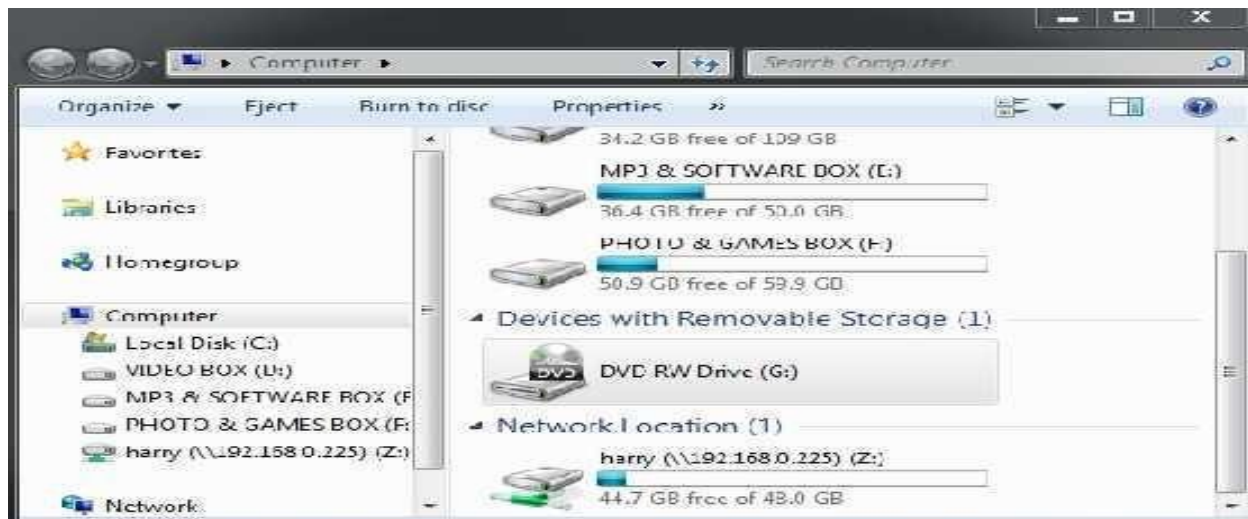 Computer
Search Computer
Organize
Eject
Burn to disc
Properties
»
Favorites
Libraries
Homegroup
Computer
Local Disk (C:)
VIDEO BOX (D:)
MP3 & SOFTWARE BOX (E
PHOTO & GAMES BOX (F:
harry (\\192.168.0.225) (Z:)
Network
34.2 GB free of 109 GB
MP3 & SOFTWARE BOX (E:)
36.4 GB free of 50.0 GB
PHOTO & GAMES BOX (F:)
50.9 GB free of 59.9 GB
Devices with Removable Storage (1)
DVD
DVD RW Drive (G:)
Network Location (1)
harry (\\192.168.0.225) (Z:)
44.7 GB free of 48.0 GB